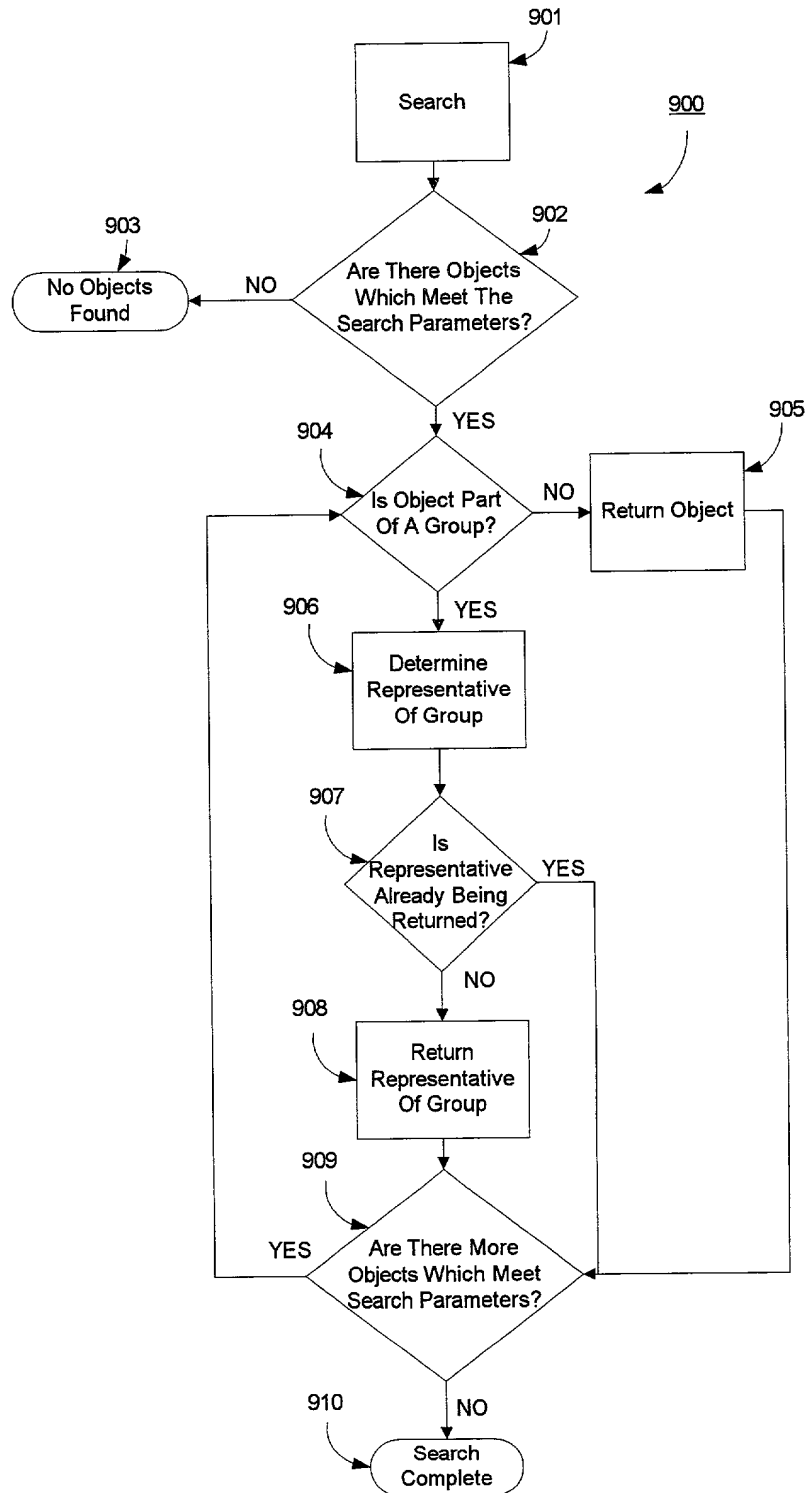 901
Search
900
902
903
Are There Objects
Which Meet The
Search Parameters?
NO
No Objects
Found
YES
905
904
Is Object Part
Of A Group?
NO
Return Object
YES
906
Determine
Representative
Of Group
907
Is
Representative
Already Being
Returned?
YES
NO
908
Return
Representative
Of Group
909
YES
Are There More
Objects Which Meet
Search Parameters?
NO
910
Search
Complete